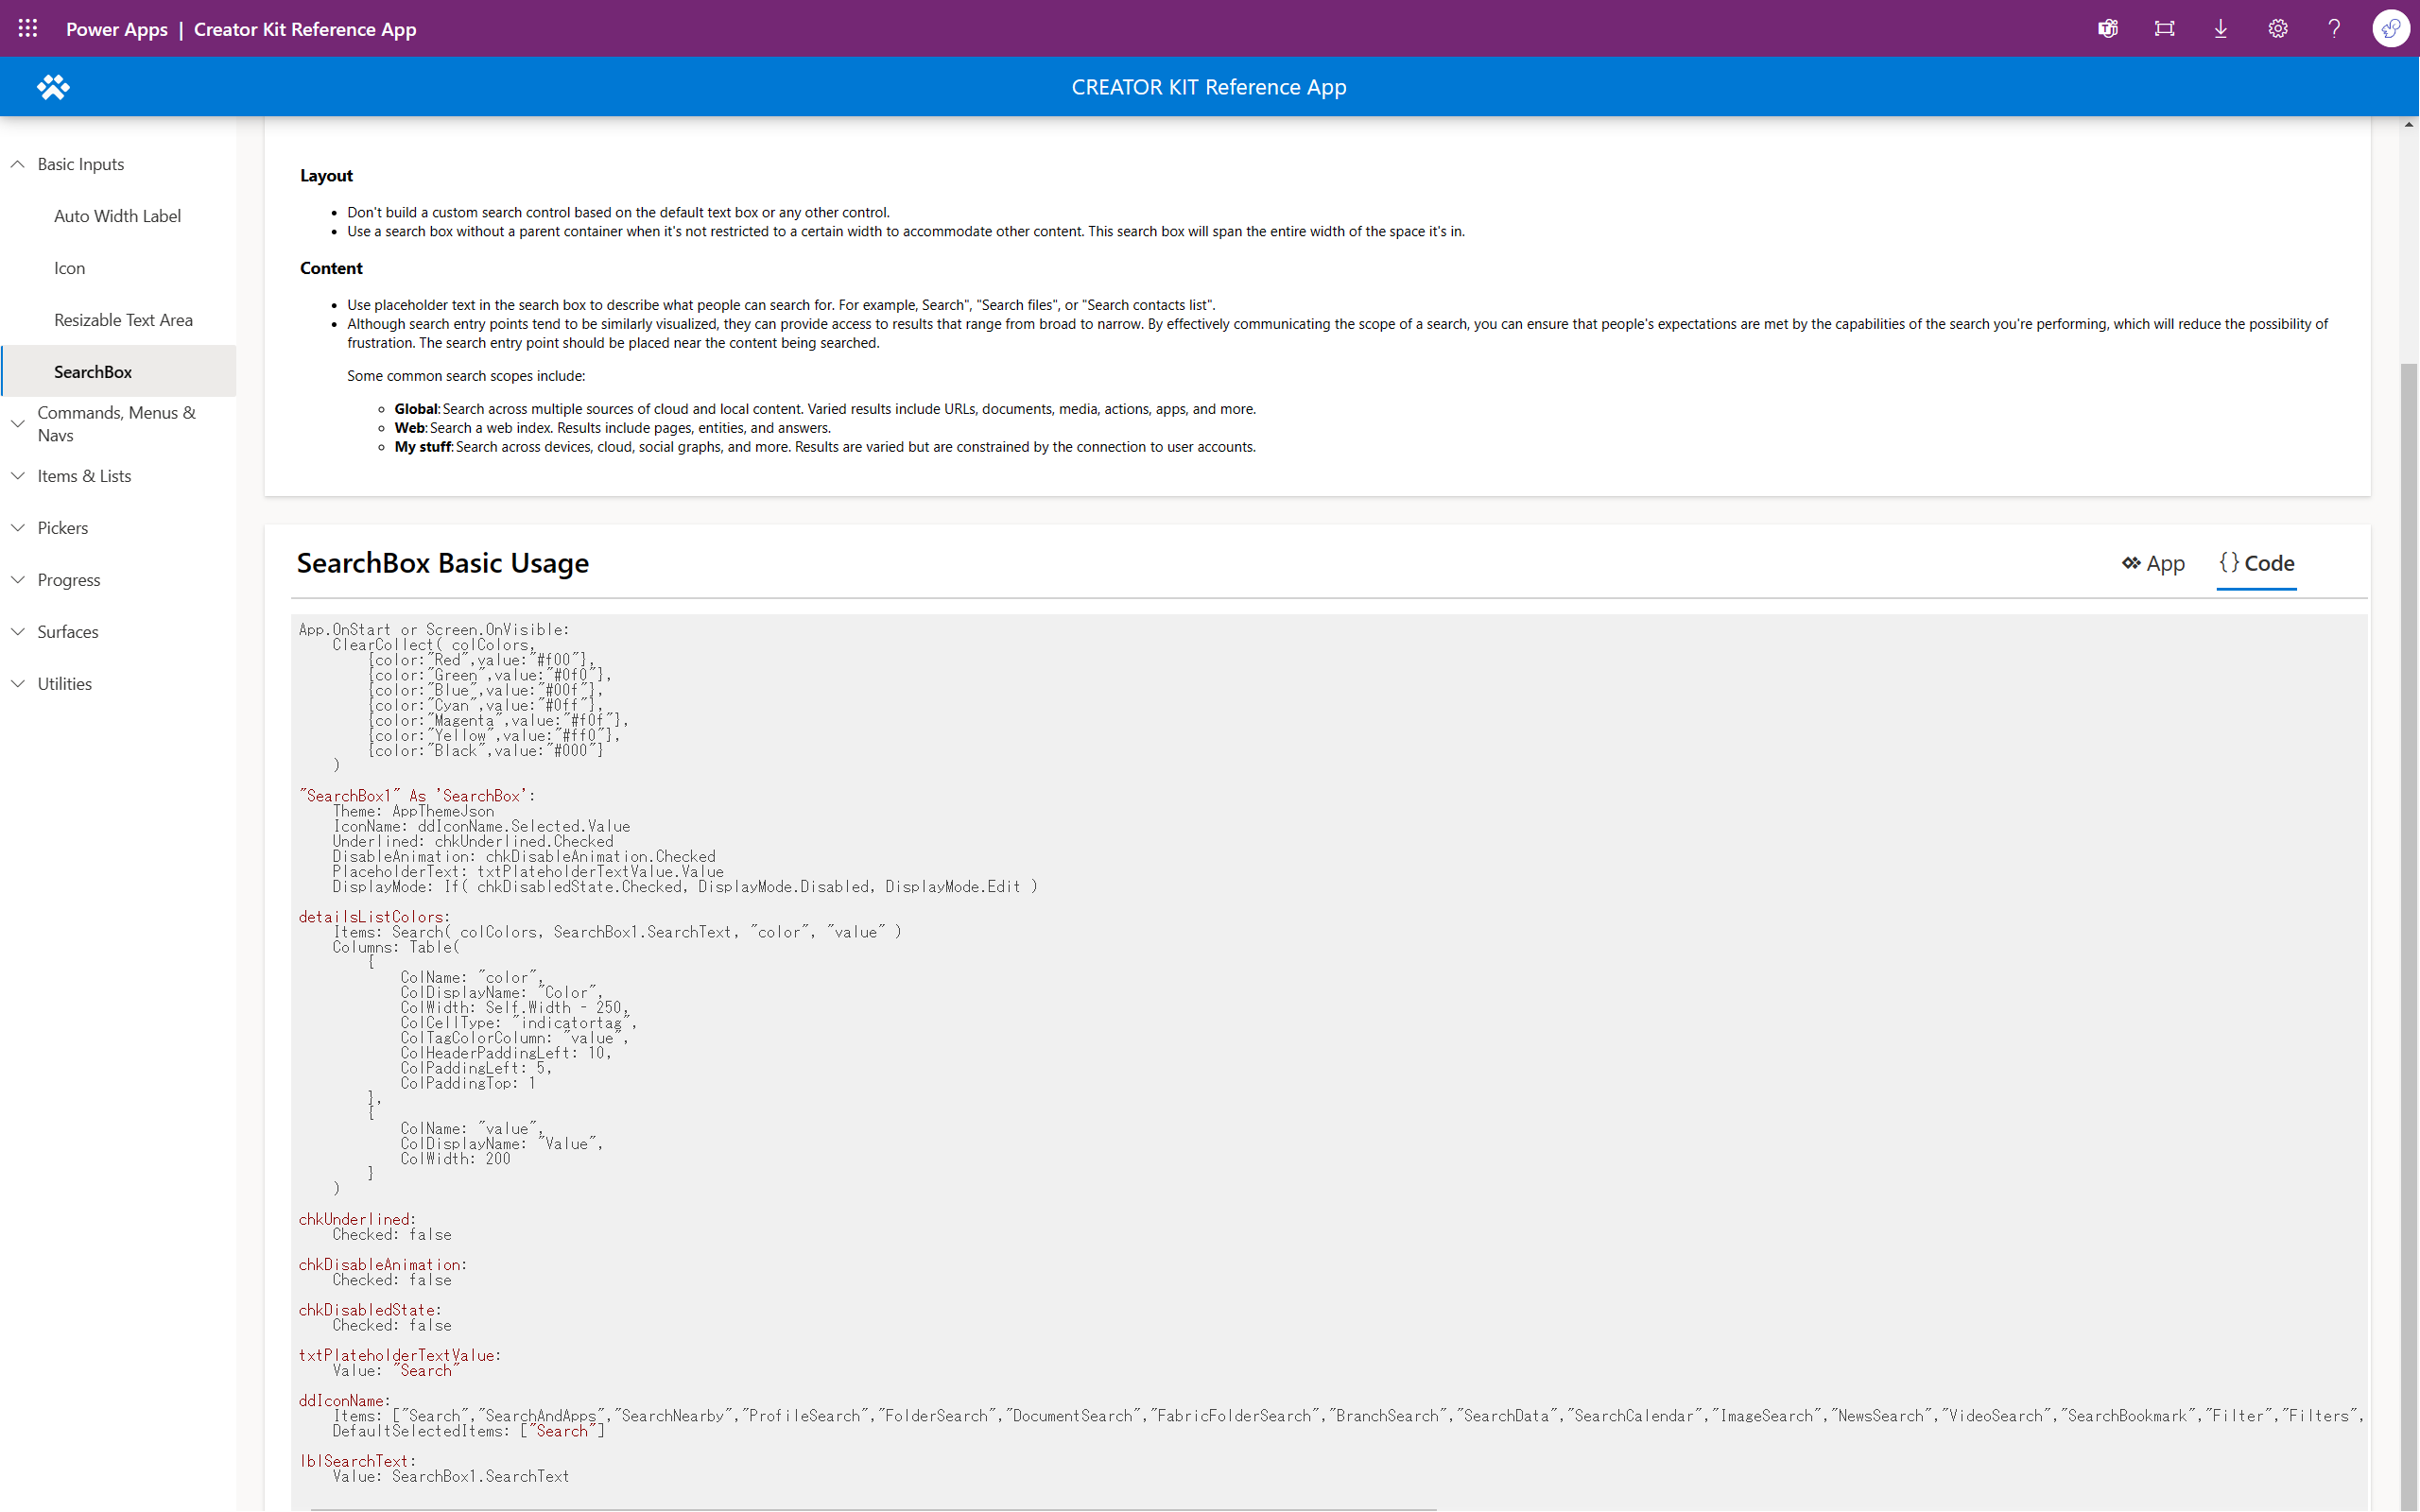 Power Apps | Creator Kit Reference App
CREATOR KIT Reference App
Basic Inputs
Auto Width Label
Icon
Resizable Text Area
SearchBox
Commands, Menus &
Navs
Items & Lists
Pickers
Progress
Surfaces
Utilities
Layout
• Don't build a custom search control based on the default text box or any other control.
• Use a search box without a parent container when it's not restricted to a certain width to accommodate other content. This search box will span the entire width of the space it's in.
Content
• Use placeholder text in the search box to describe what people can search for. For example, Search", "Search files", or "Search contacts list".
• Although search entry points tend to be similarly visualized, they can provide access to results that range from broad to narrow. By effectively communicating the scope of a search, you can ensure that people's expectations are met by the capabilities of the search you're performing, which will reduce the possibility of
frustration. The search entry point should be placed near the content being searched.
Some common search scopes include:
○ Global: Search across multiple sources of cloud and local content. Varied results include URLs, documents, media, actions, apps, and more.
○ Web: Search a web index. Results include pages, entities, and answers.
○ My stuff: Search across devices, cloud, social graphs, and more. Results are varied but are constrained by the connection to user accounts.
SearchBox Basic Usage
App
{} Code
App.OnStart or Screen.OnVisible:
    ClearCollect( colColors,
        {color:"Red",value:"#f00"},
        {color:"Green",value:"#0f0"},
        {color:"Blue",value:"#00f"},
        {color:"Cyan",value:"#0ff"},
        {color:"Magenta",value:"#f0f"},
        {color:"Yellow",value:"#ff0"},
        {color:"Black",value:"#000"}
    )
"SearchBox1" As 'SearchBox':
    Theme: AppThemeJson
    IconName: ddIconName.Selected.Value
    Underlined: chkUnderlined.Checked
    DisableAnimation: chkDisableAnimation.Checked
    PlaceholderText: txtPlateholderTextValue.Value
    DisplayMode: If( chkDisabledState.Checked, DisplayMode.Disabled, DisplayMode.Edit )
detailsListColors:
    Items: Search( colColors, SearchBox1.SearchText, "color", "value" )
    Columns: Table(
        {
            ColName: "color",
            ColDisplayName: "Color",
            ColWidth: Self.Width - 250,
            ColCellType: "indicatortag",
            ColTagColorColumn: "value",
            ColHeaderPaddingLeft: 10,
            ColPaddingLeft: 5,
            ColPaddingTop: 1
        },
        {
            ColName: "value",
            ColDisplayName: "Value",
            ColWidth: 200
        }
    )
chkUnderlined:
    Checked: false
chkDisableAnimation:
    Checked: false
chkDisabledState:
    Checked: false
txtPlateholderTextValue:
    Value: "Search"
ddIconName:
    Items: ["Search","SearchAndApps","SearchNearby","ProfileSearch","FolderSearch","DocumentSearch","FabricFolderSearch","BranchSearch","SearchData","SearchCalendar","ImageSearch","NewsSearch","VideoSearch","SearchBookmark","Filter","Filters",
    DefaultSelectedItems: ["Search"]
lblSearchText:
    Value: SearchBox1.SearchText